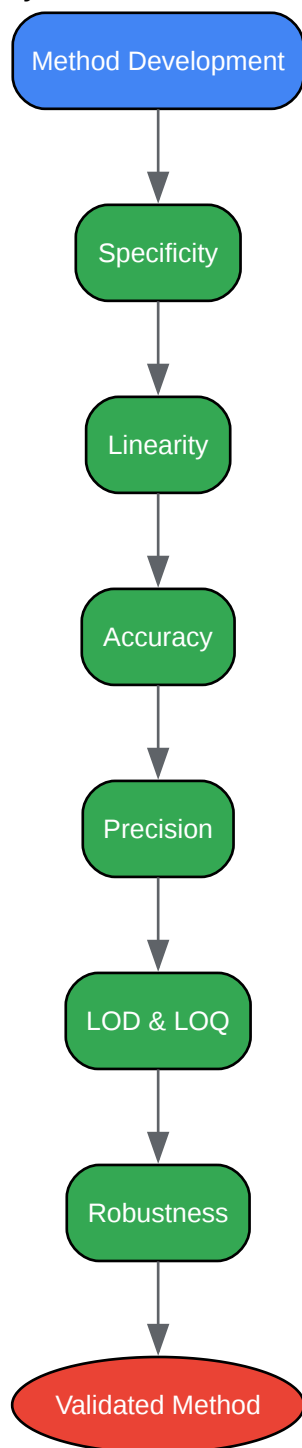 Method Development
Specificity
Linearity
Accuracy
Precision
LOD & LOQ
Robustness
Validated Method